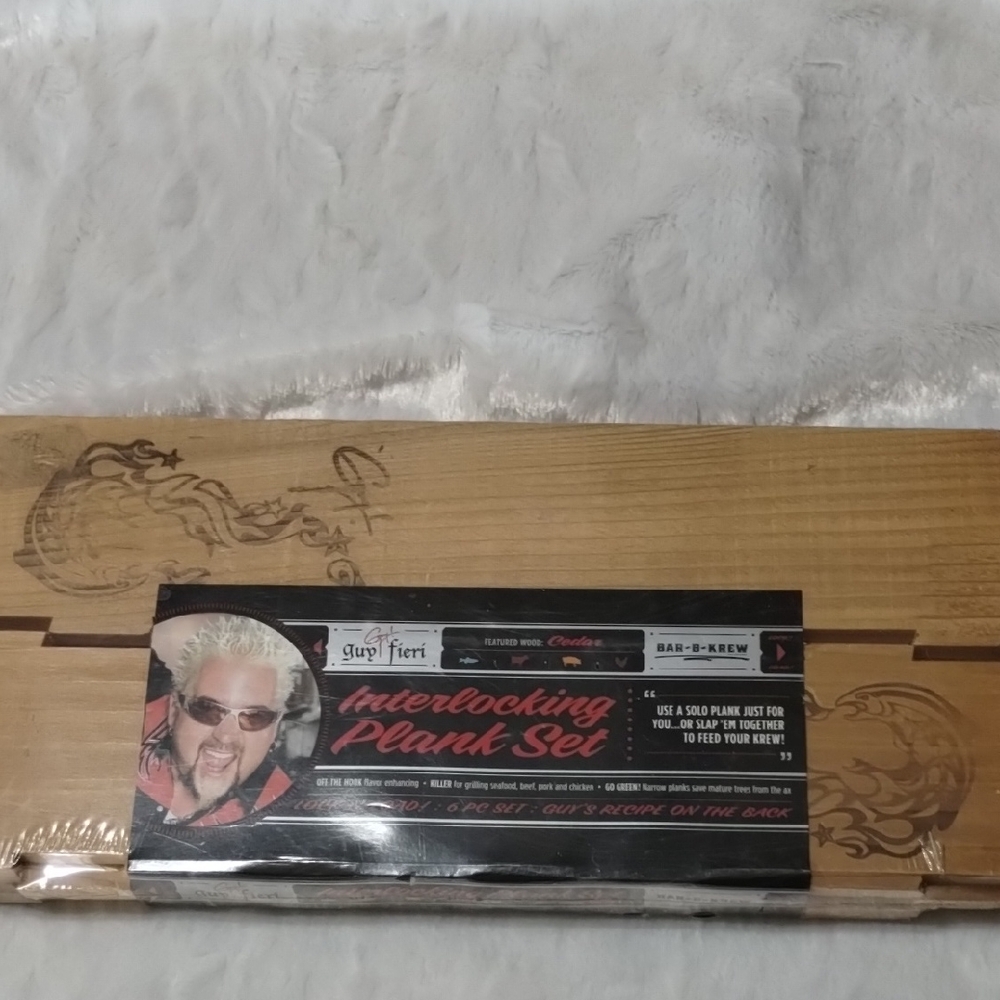 guy fieri
FEATURED WOOD: Cedar
BAR-B-KREW
Interlocking
Plank Set
“
USE A SOLO PLANK JUST FOR
YOU...OR SLAP 'EM TOGETHER
TO FEED YOUR KREW!
”
OFF THE HOOK flavor enhancing • KILLER for grilling seafood, beef, pork and chicken • GO GREEN! Narrow planks save mature trees from the ax
: 6 PC SET : GUY'S RECIPE ON THE BACK
guy fieri